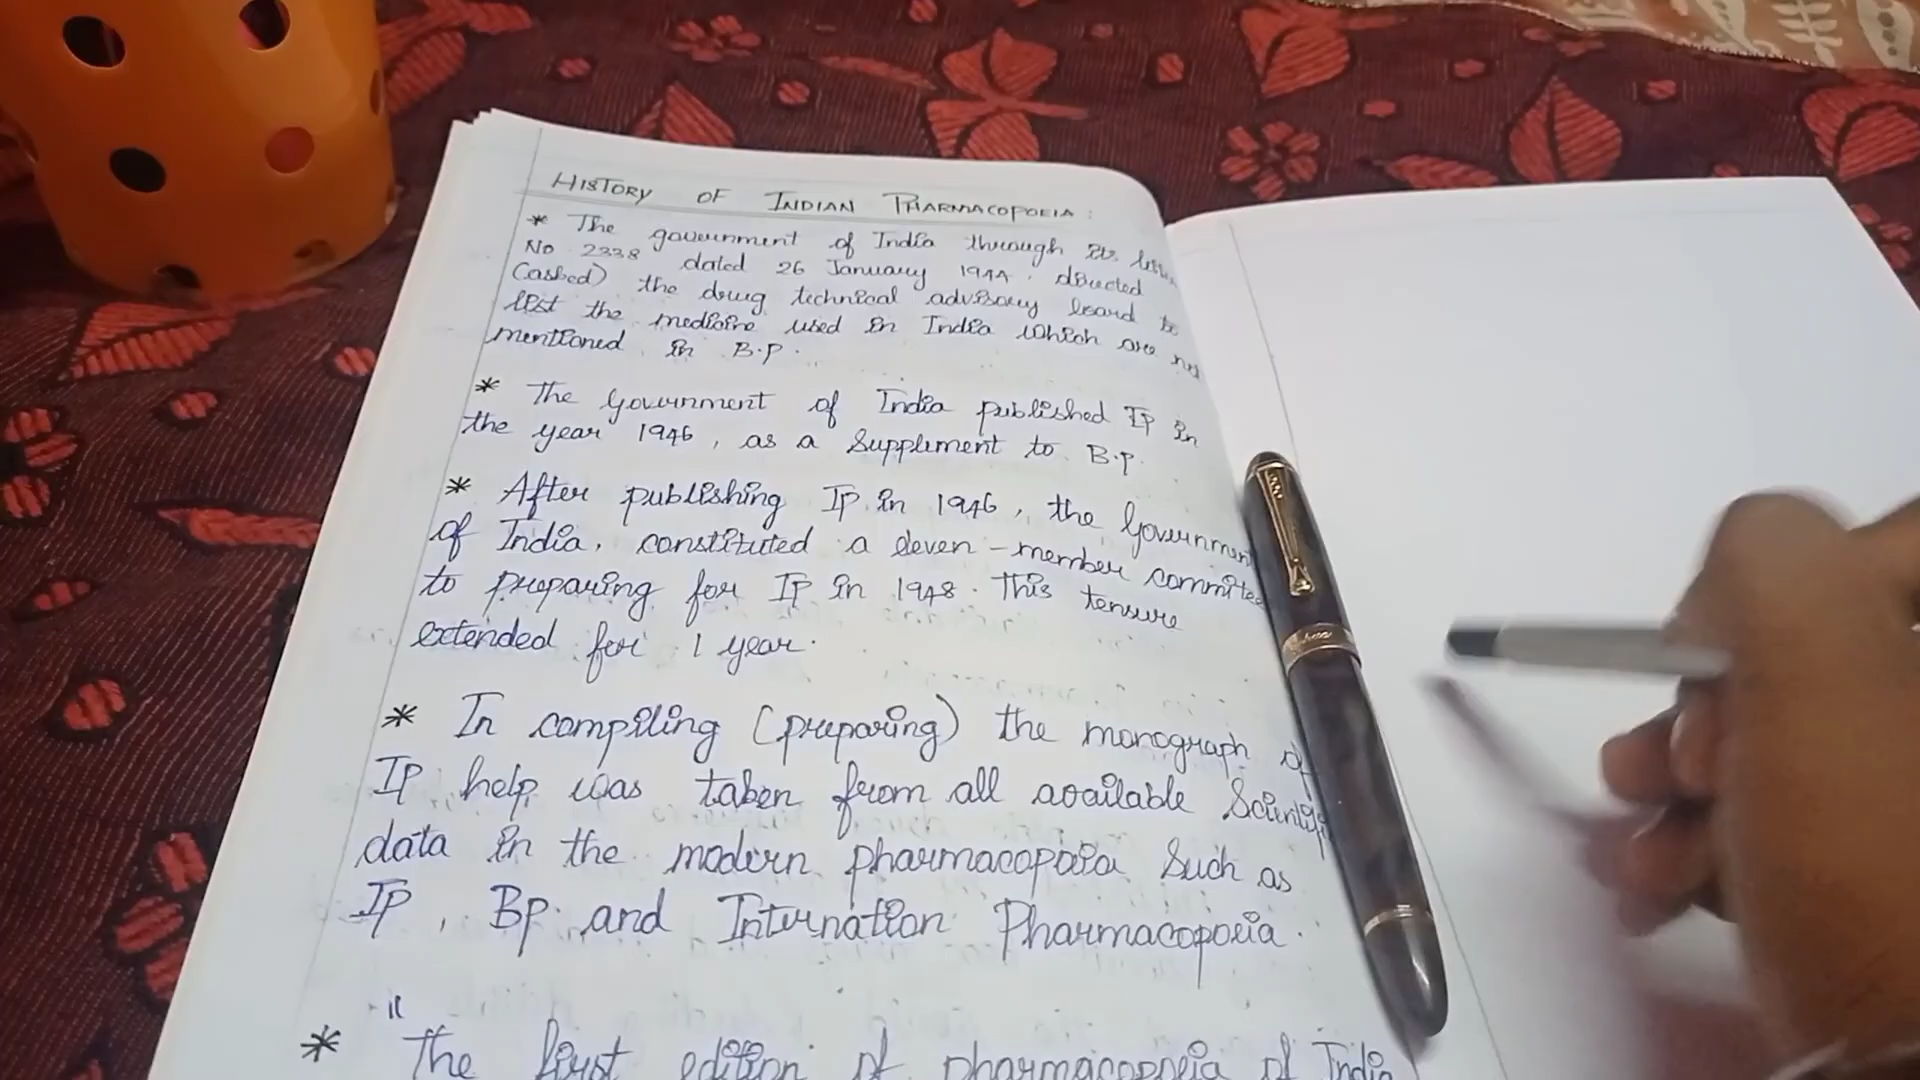 HISTORY OF INDIAN PHARMACOPOEIA:
* The government of India through its
No 2338 dated 26 January 1944. directed
(asked) the drug technical advisory board to
list the medicine used in India which are not
mentioned in B.P.
* The Government of India published IP in
the year 1946, as a Supplement to B.P.
* After publishing IP in 1946, the Government
of India, constituted a eleven-member committee
to preparing for IP in 1948. This tensure
extended for 1 year.
* In compiling (preparing) the monograph of
IP help was taken from all available
data in the modern pharmacopoeia Such as
IP, Bp and Internation Pharmacopoeia.
* "The first edition of pharmacopoeia of India